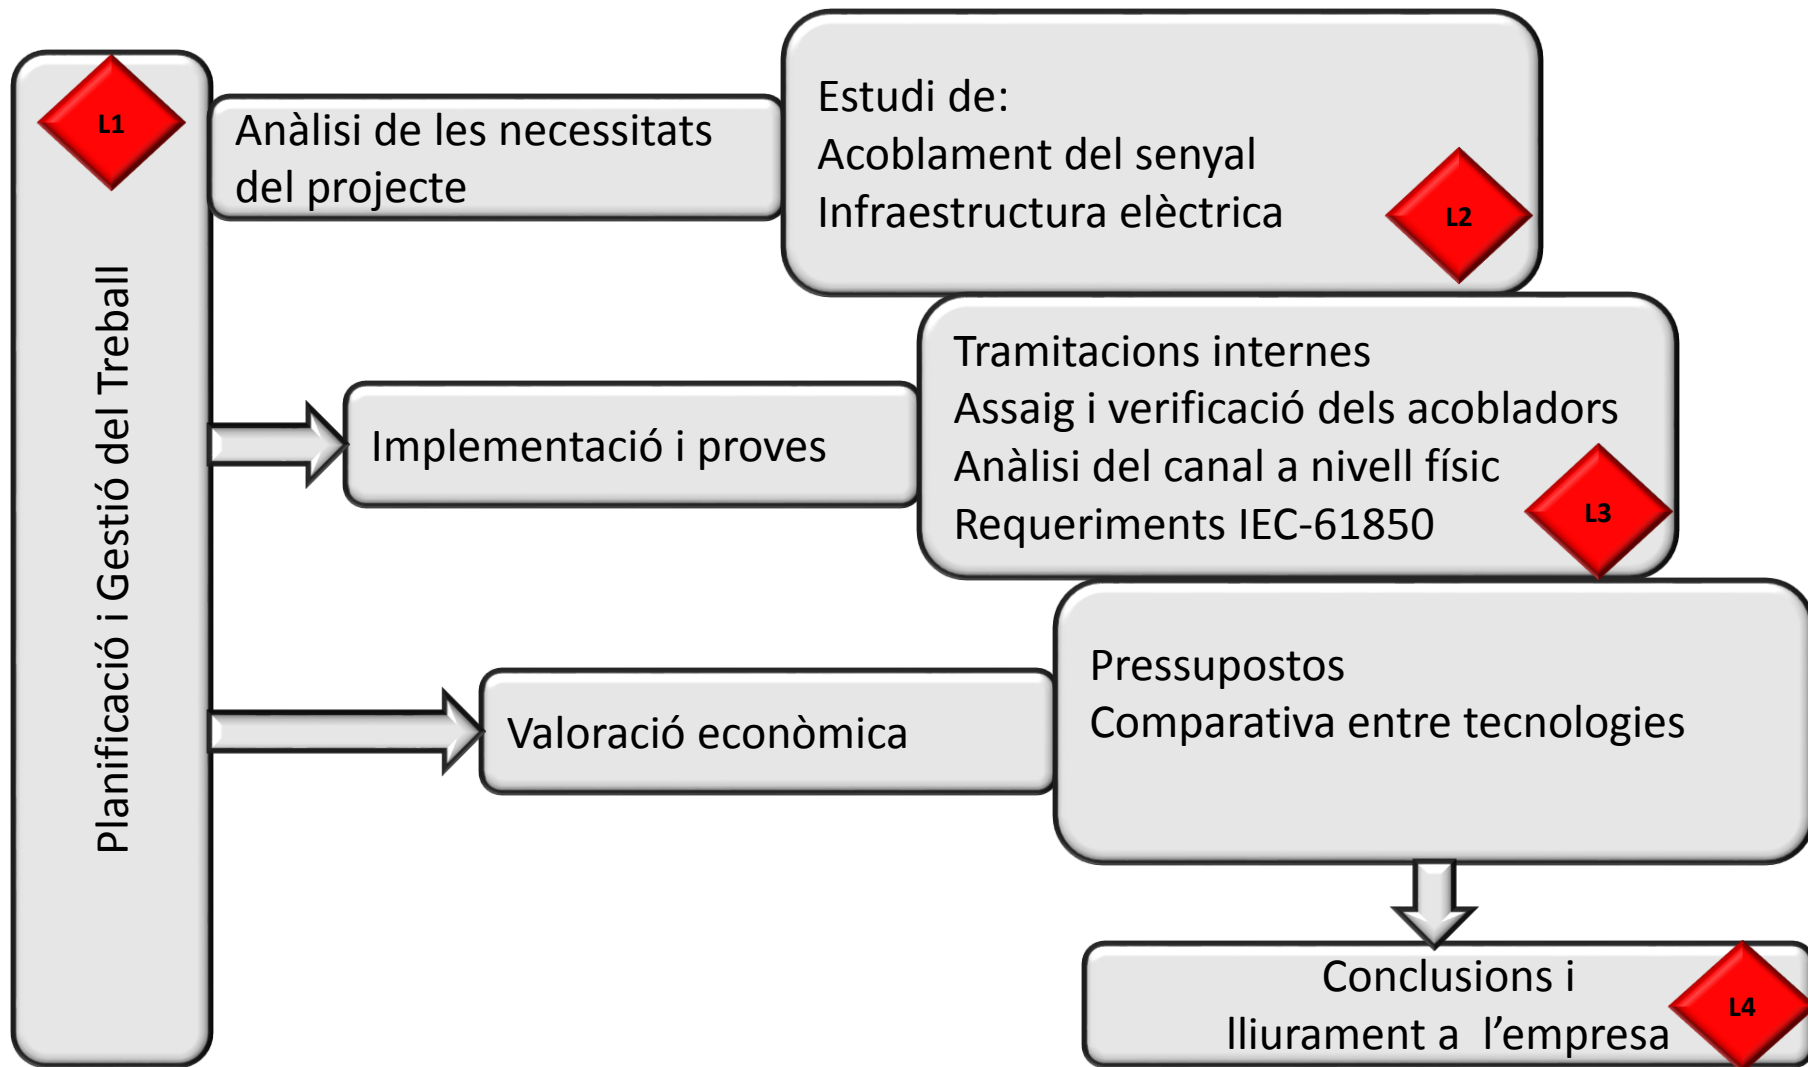 Planificació i Gestió del Treball
L1
Anàlisi de les necessitats
del projecte
Estudi de:
Acoblament del senyal
Infraestructura elèctrica
L2
Implementació i proves
Tramitacions internes
Assaig i verificació dels acobladors
Anàlisi del canal a nivell físic
Requeriments IEC-61850
L3
Valoració econòmica
Pressupostos
Comparativa entre tecnologies
Conclusions i
lliurament a l’empresa
L4